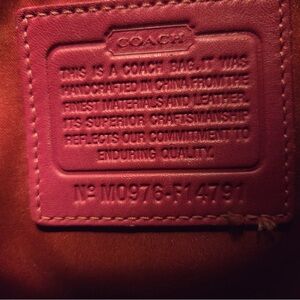 COACH
THIS IS A COACH BAG. IT WAS
HANDCRAFTED IN CHINA FROM THE
FINEST MATERIALS AND LEATHER.
ITS SUPERIOR CRAFTSMANSHIP
REFLECTS OUR COMMITMENT TO
ENDURING QUALITY.
Nº M0976-F14791